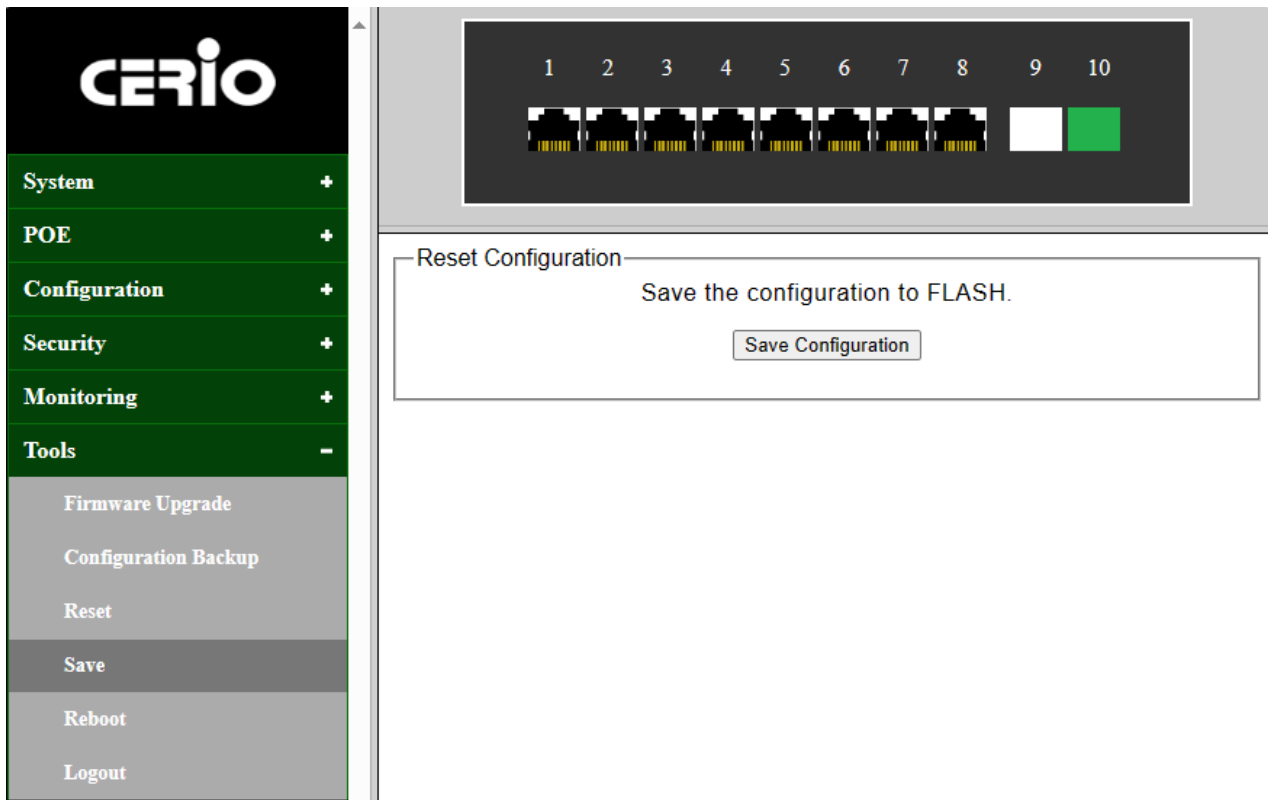 CERIO
1 2 3 4 5 6 7 8 9 10
System
POE
Configuration
Security
Monitoring
Tools
Firmware Upgrade
Configuration Backup
Reset
Save
Reboot
Logout
Reset Configuration
Save the configuration to FLASH.
Save Configuration